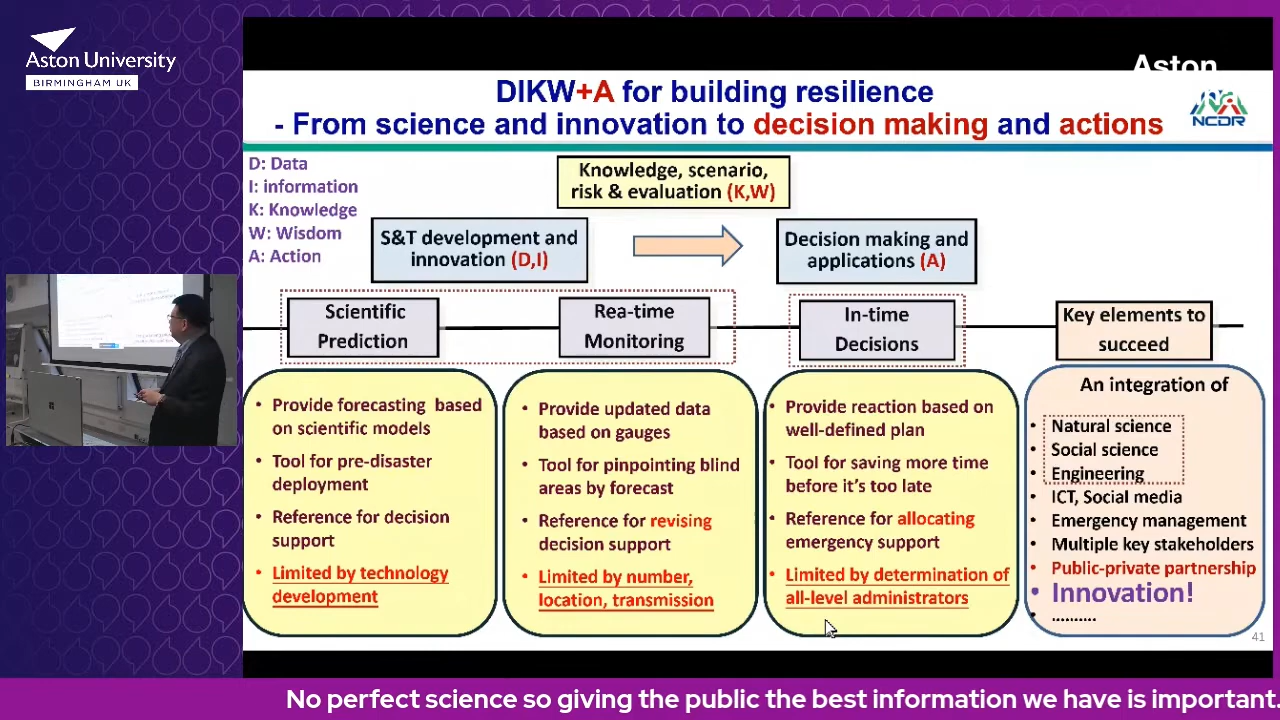 Aston University
BIRMINGHAM UK
Aston
DIKW+A for building resilience
- From science and innovation to decision making and actions
NCDR
D: Data
I: information
K: Knowledge
W: Wisdom
A: Action
Knowledge, scenario,
risk & evaluation (K,W)
S&T development and
innovation (D,I)
Decision making and
applications (A)
Scientific
Prediction
Rea-time
Monitoring
In-time
Decisions
Key elements to
succeed
• Provide forecasting based
on scientific models
• Tool for pre-disaster
deployment
• Reference for decision
support
• Limited by technology
development
• Provide updated data
based on gauges
• Tool for pinpointing blind
areas by forecast
• Reference for revising
decision support
• Limited by number,
location, transmission
• Provide reaction based on
well-defined plan
• Tool for saving more time
before it's too late
• Reference for allocating
emergency support
• Limited by determination of
all-level administrators
An integration of
• Natural science
• Social science
• Engineering
• ICT, Social media
• Emergency management
• Multiple key stakeholders
• Public-private partnership
• Innovation!
• ..........
41
No perfect science so giving the public the best information we have is important.